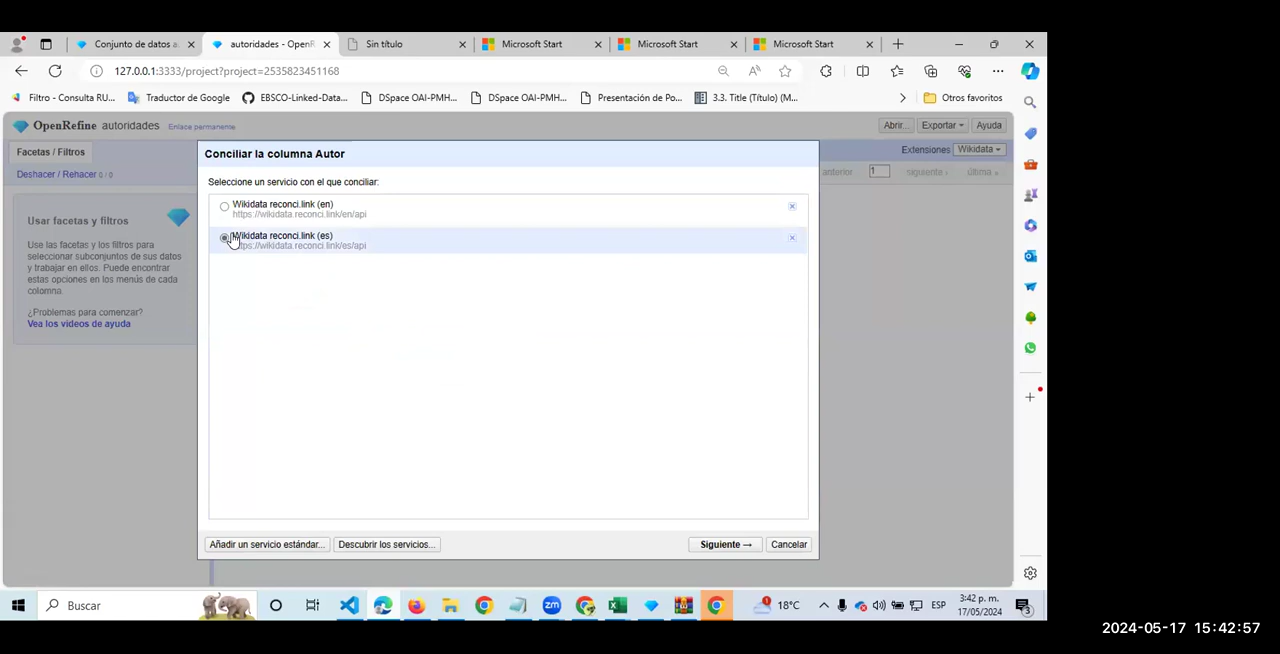 Conjunto de datos a
autoridades - OpenR
Sin título
Microsoft Start
Microsoft Start
Microsoft Start
127.0.0.1:3333/project?project=2535823451168
Filtro - Consulta RU...
Traductor de Google
EBSCO-Linked-Data...
DSpace OAI-PMH...
DSpace OAI-PMH...
Presentación de Po...
3.3. Title (Título) (M...
Otros favoritos
OpenRefine autoridades Enlace permanente
Abrir...
Exportar
Ayuda
Facetas / Filtros
Extensiones Wikidata
Deshacer / Rehacer 0 / 0
anterior 1 siguiente › última »
Usar facetas y filtros
Use las facetas y los filtros para
seleccionar subconjuntos de sus datos
y trabajar en ellos. Puede encontrar
estas opciones en los menús de cada
columna.
¿Problemas para comenzar?
Vea los videos de ayuda
Conciliar la columna Autor
Seleccione un servicio con el que conciliar:
Wikidata reconci.link (en)
https://wikidata.reconci.link/en/api
Wikidata reconci.link (es)
https://wikidata.reconci.link/es/api
Añadir un servicio estándar...
Descubrir los servicios...
Siguiente →
Cancelar
Buscar
zm
18°C
ESP
3:42 p. m.
17/05/2024
3
2024-05-17 15:42:57